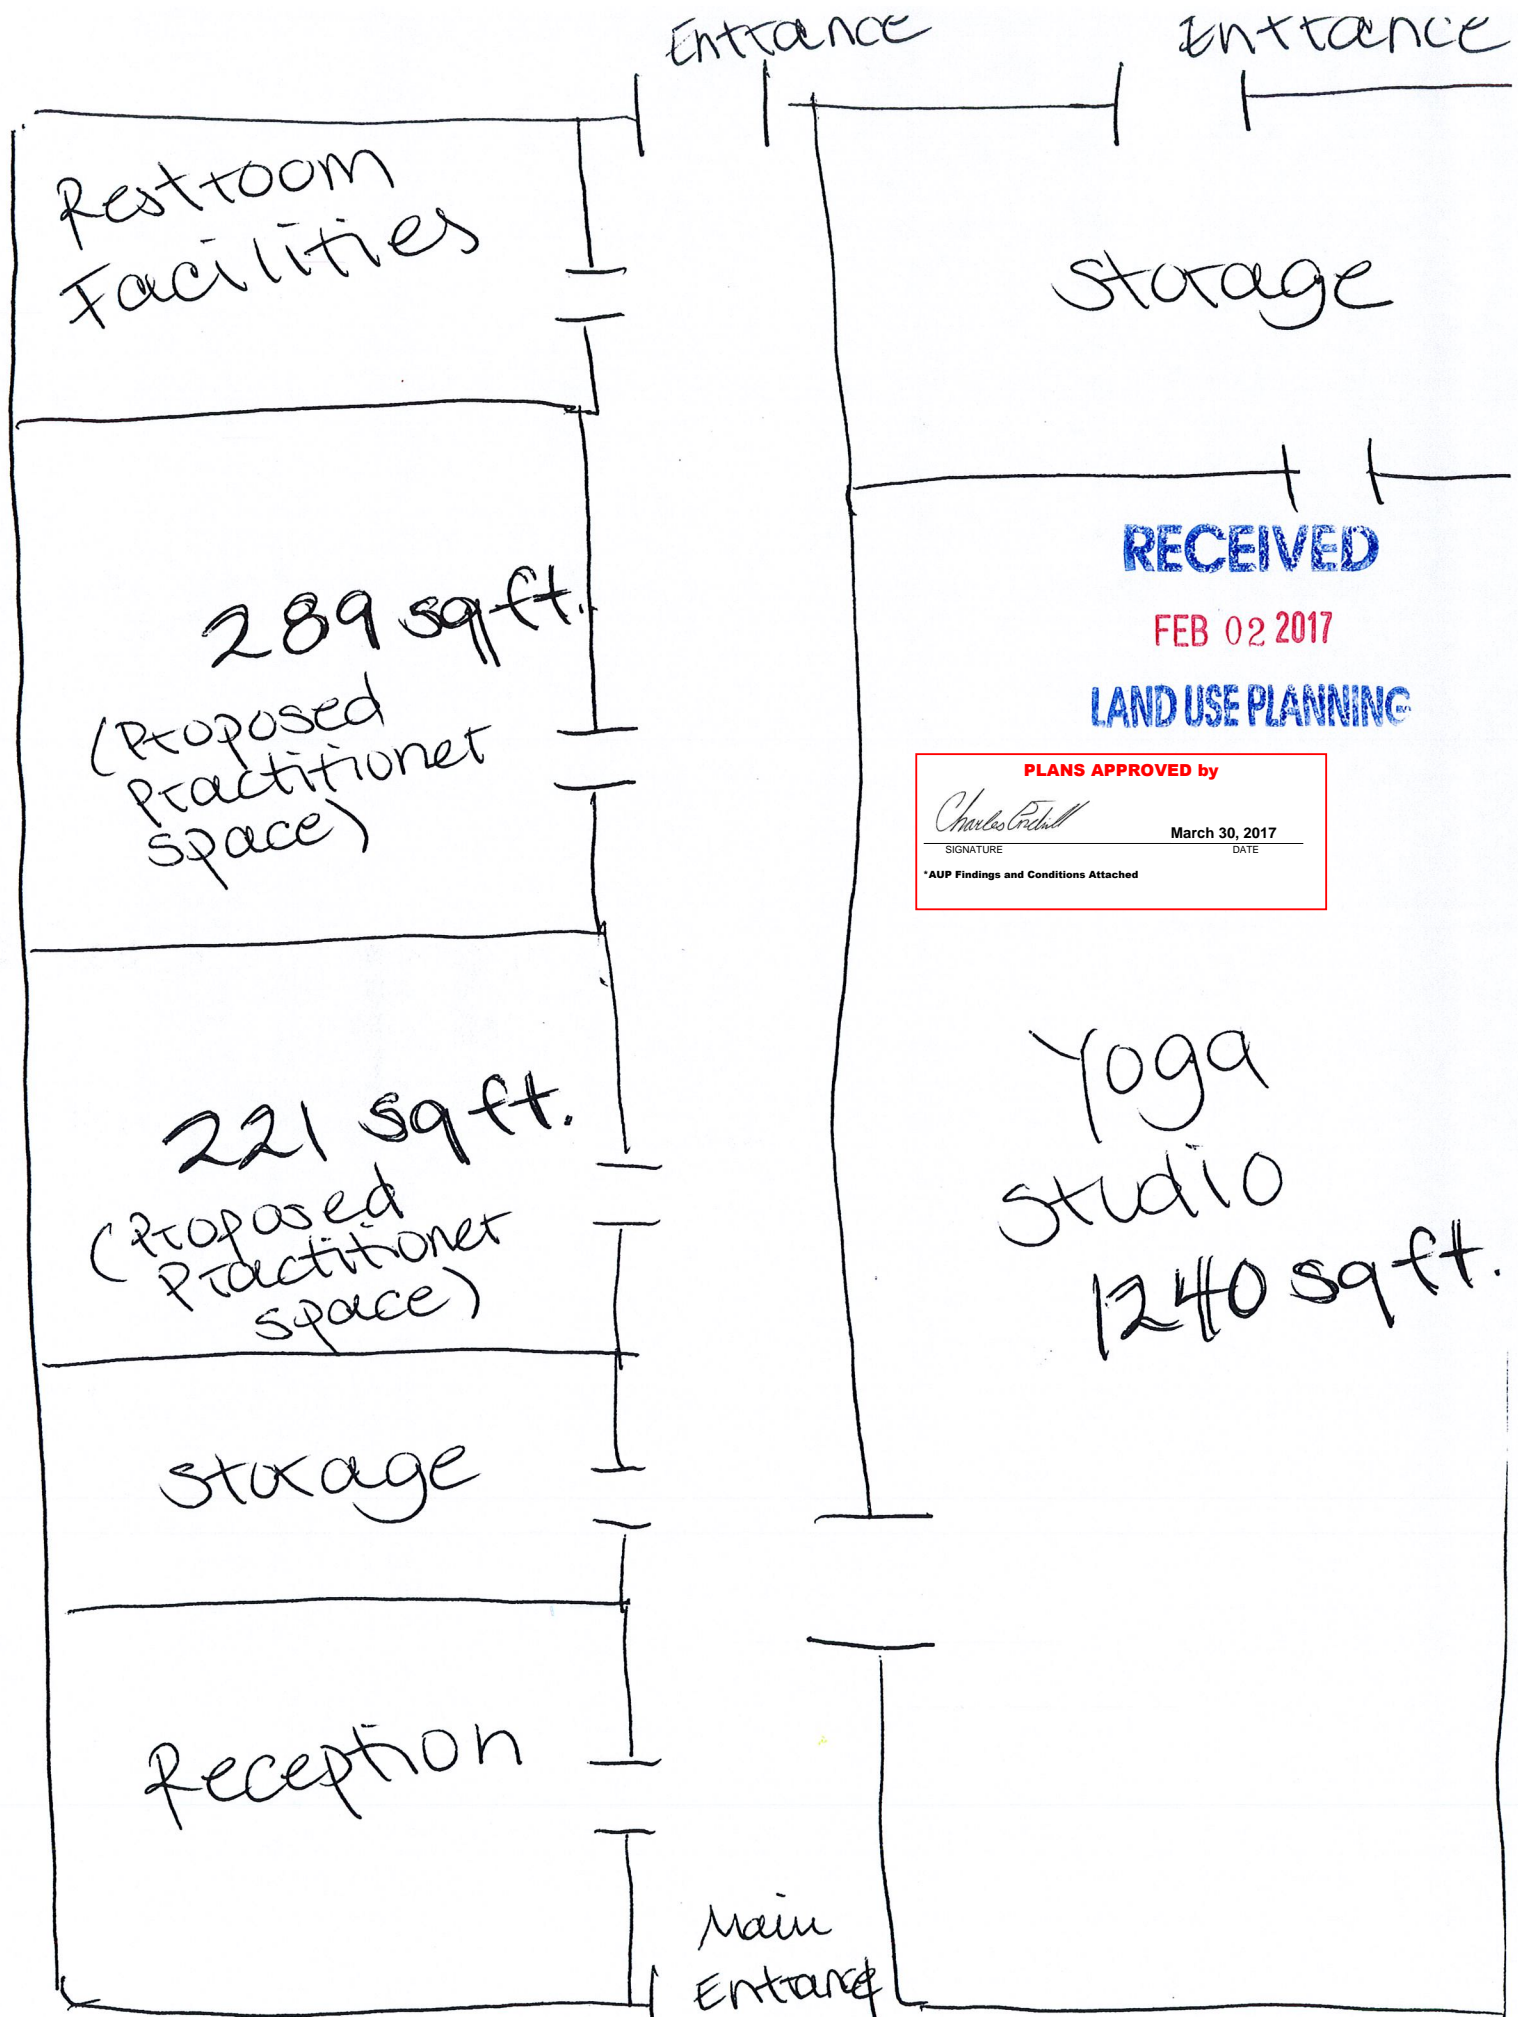 Entrance
Entrance
Restroom
Facilities
Storage
289 sq ft.
(Proposed
Practitioner
space)
RECEIVED
FEB 02 2017
LAND USE PLANNING
PLANS APPROVED by
March 30, 2017
SIGNATURE
DATE
*AUP Findings and Conditions Attached
221 sq ft.
(Proposed
Practitioner
space)
Yoga
Studio
1240 sq ft.
Storage
Reception
Main
Entrance